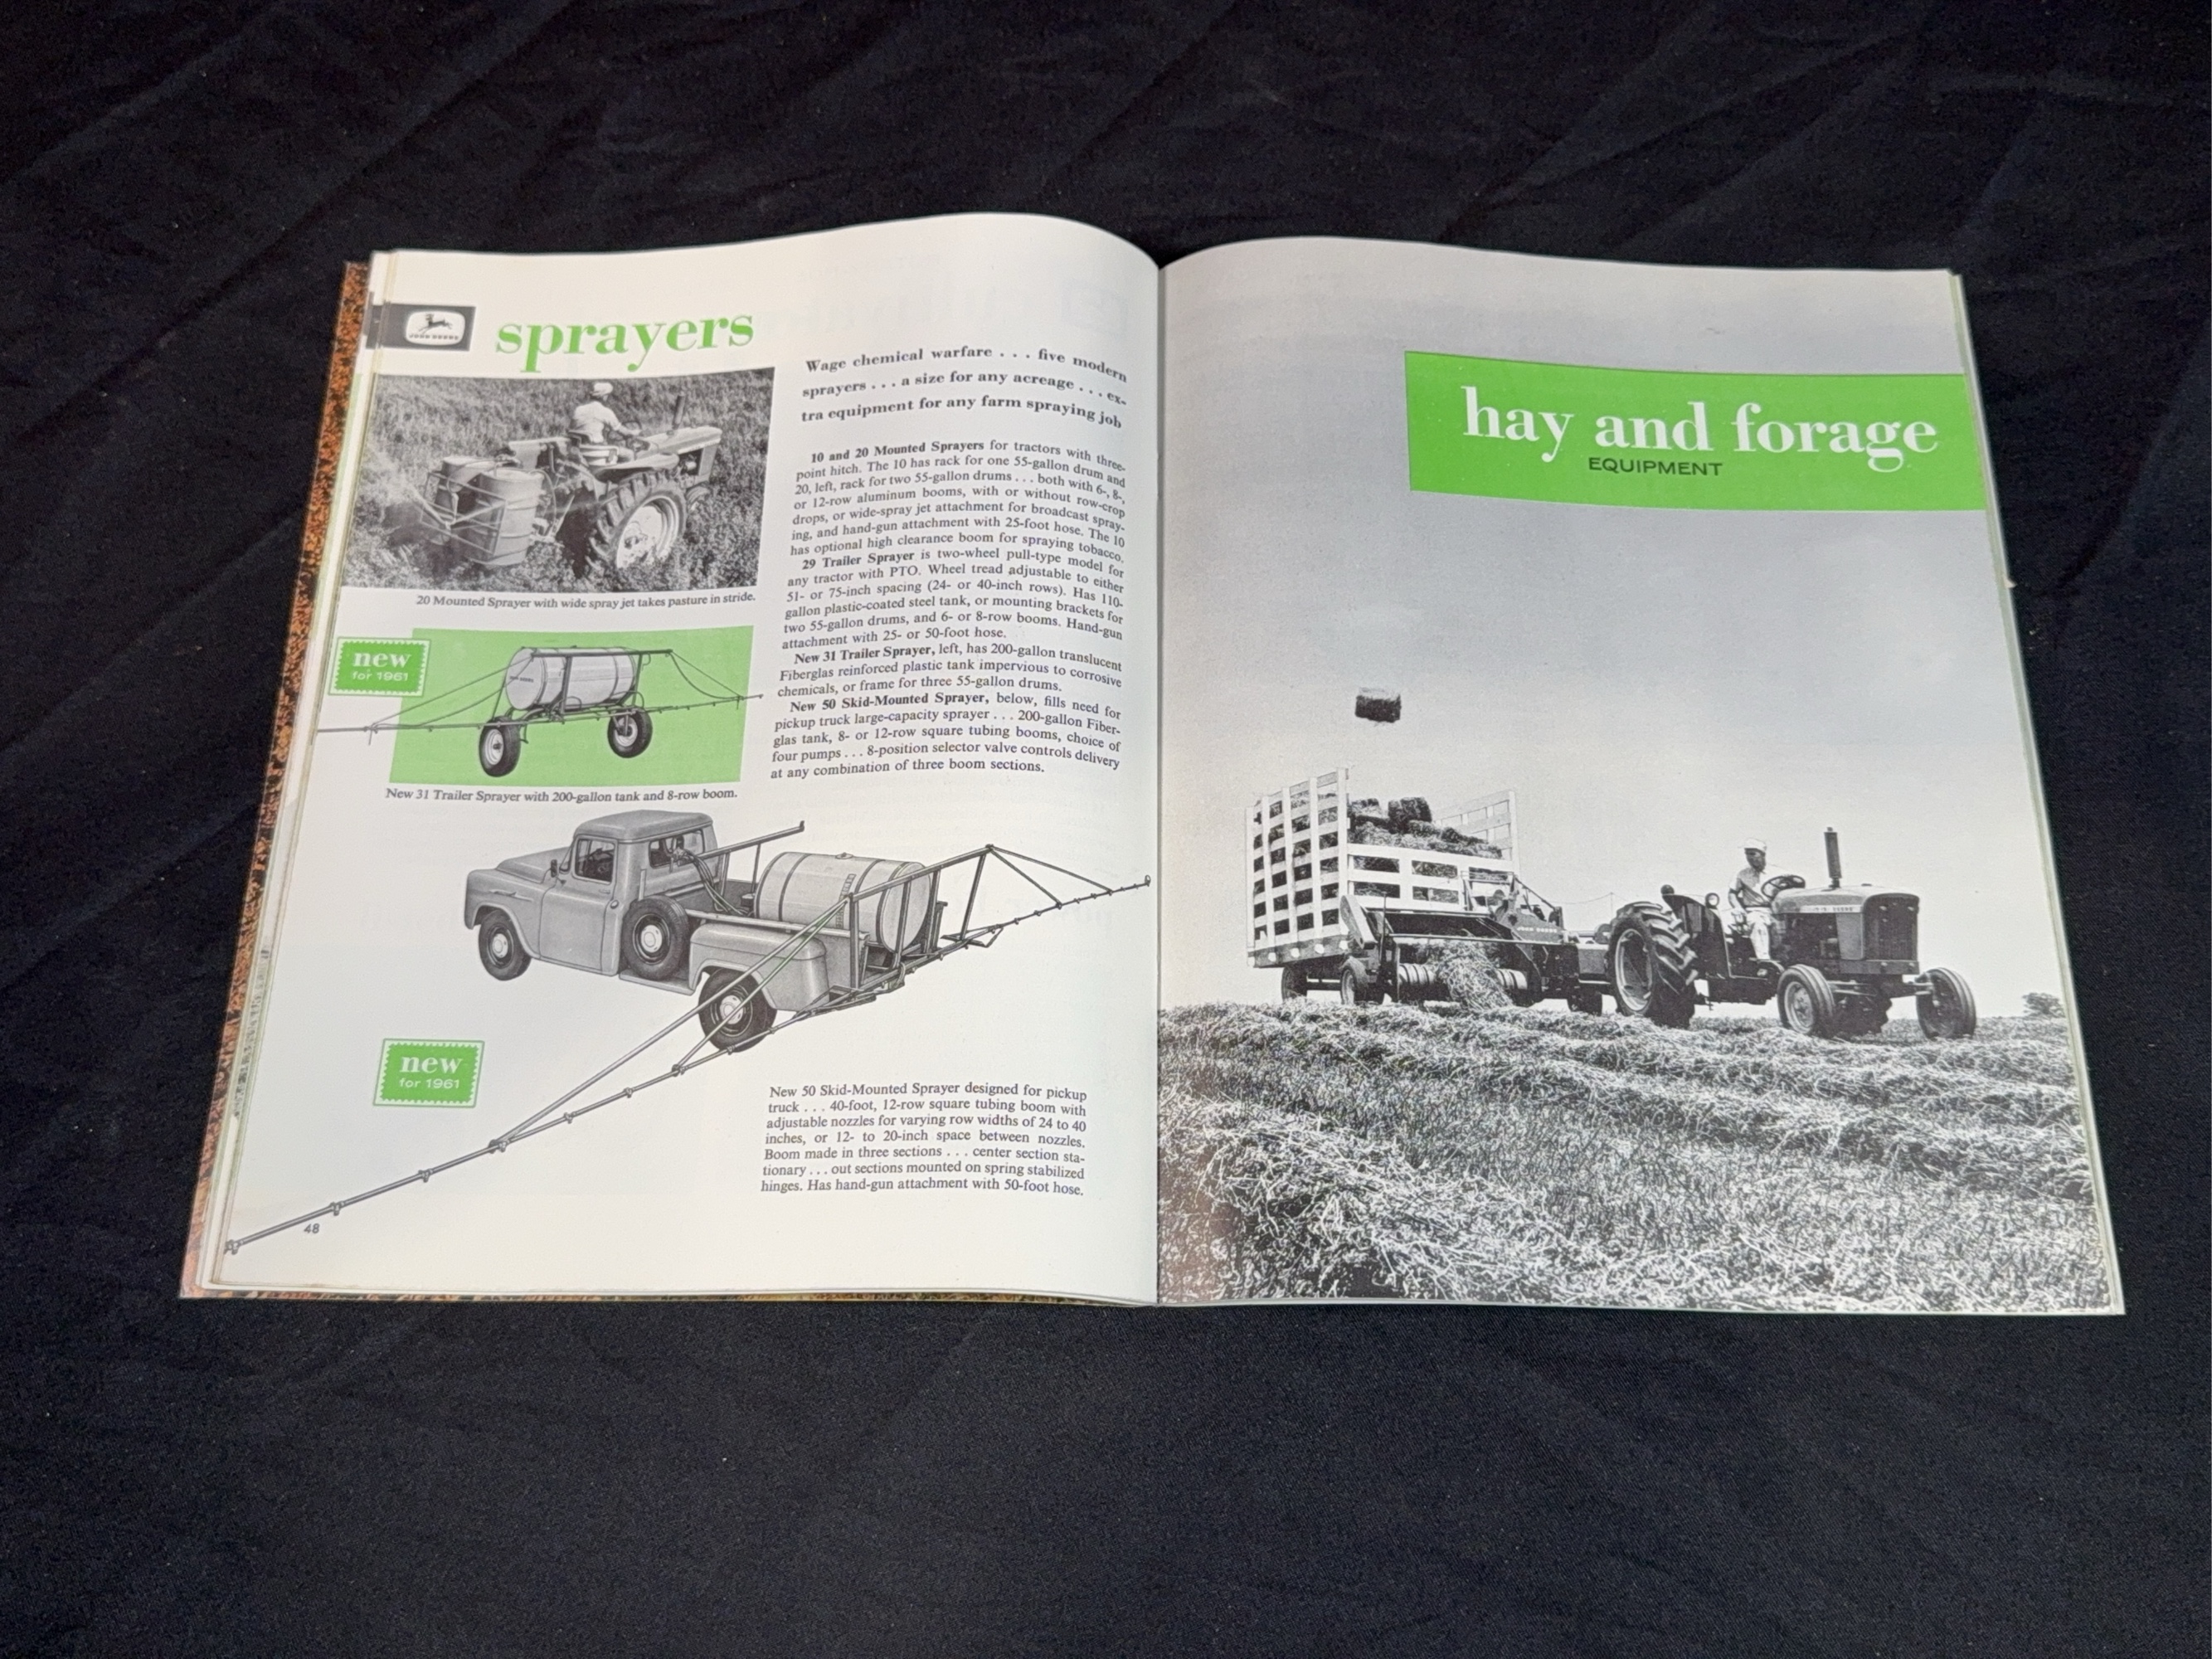 JOHN DEERE
sprayers
Wage chemical warfare . . . five modern
sprayers . . . a size for any acreage . . . ex-
tra equipment for any farm spraying job
10 and 20 Mounted Sprayers for tractors with three-
point hitch. The 10 has rack for one 55-gallon drum and
20, left, rack for two 55-gallon drums . . . both with 6-, 8-,
or 12-row aluminum booms, with or without row-crop
drops, or wide-spray jet attachment for broadcast spray-
ing, and hand-gun attachment with 25-foot hose. The 10
has optional high clearance boom for spraying tobacco.
29 Trailer Sprayer is two-wheel pull-type model for
any tractor with PTO. Wheel tread adjustable to either
51- or 75-inch spacing (24- or 40-inch rows). Has 110-
gallon plastic-coated steel tank, or mounting brackets for
two 55-gallon drums, and 6- or 8-row booms. Hand-gun
attachment with 25- or 50-foot hose.
New 31 Trailer Sprayer, left, has 200-gallon translucent
Fiberglas reinforced plastic tank impervious to corrosive
chemicals, or frame for three 55-gallon drums.
New 50 Skid-Mounted Sprayer, below, fills need for
pickup truck large-capacity sprayer . . . 200-gallon Fiber-
glas tank, 8- or 12-row square tubing booms, choice of
four pumps . . . 8-position selector valve controls delivery
at any combination of three boom sections.
20 Mounted Sprayer with wide spray jet takes pasture in stride.
new
for 1961
New 31 Trailer Sprayer with 200-gallon tank and 8-row boom.
new
for 1961
New 50 Skid-Mounted Sprayer designed for pickup
truck . . . 40-foot, 12-row square tubing boom with
adjustable nozzles for varying row widths of 24 to 40
inches, or 12- to 20-inch space between nozzles.
Boom made in three sections . . . center section sta-
tionary . . . out sections mounted on spring stabilized
hinges. Has hand-gun attachment with 50-foot hose.
48
hay and forage
EQUIPMENT
JOHN DEERE